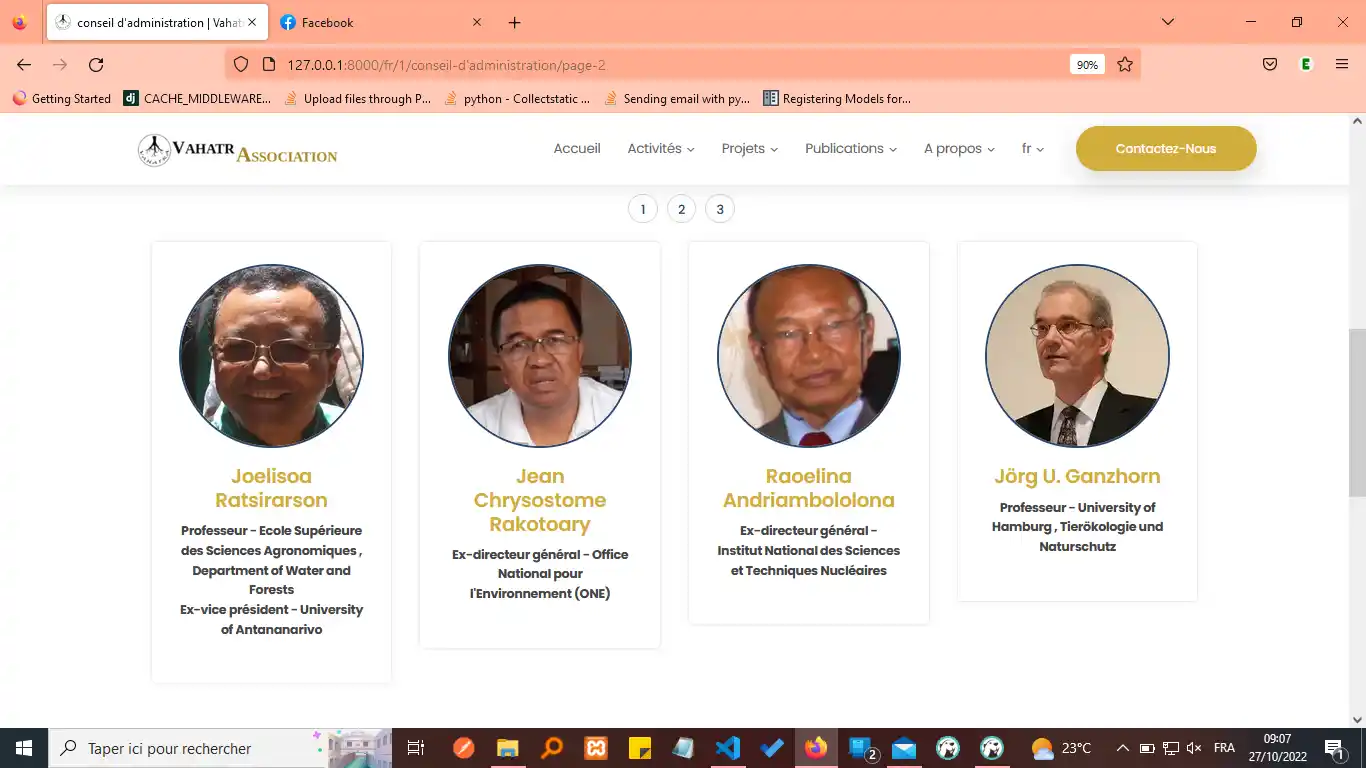 conseil d'administration | Vahat
Facebook
127.0.0.1:8000/fr/1/conseil-d'administration/page-2
90%
Getting Started
CACHE_MIDDLEWARE...
Upload files through P...
python - Collectstatic ...
Sending email with py...
Registering Models for...
VAHATR ASSOCIATION
Accueil
Activités
Projets
Publications
A propos
fr
Contactez-Nous
1 2 3
Joelisoa
Ratsirarson
Professeur - Ecole Supérieure
des Sciences Agronomiques ,
Department of Water and
Forests
Ex-vice président - University
of Antananarivo
Jean
Chrysostome
Rakotoary
Ex-directeur général - Office
National pour
l'Environnement (ONE)
Raoelina
Andriambololona
Ex-directeur général -
Institut National des Sciences
et Techniques Nucléaires
Jörg U. Ganzhorn
Professeur - University of
Hamburg , Tierökologie und
Naturschutz
Taper ici pour rechercher
2
23°C
FRA
09:07
27/10/2022
1